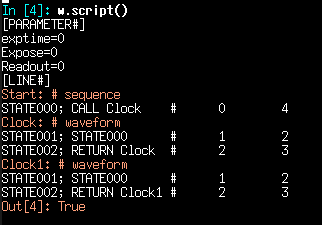 In [4]: w.script()
[PARAMETER#]
exptime=0
Expose=0
Readout=0
[LINE#]
Start: # sequence
STATE000; CALL Clock # 0 4
Clock: # waveform
STATE001; STATE000 # 1 2
STATE002; RETURN Clock # 2 3
Clock1: # waveform
STATE001; STATE000 # 1 2
STATE002; RETURN Clock1 # 2 3
Out[4]: True